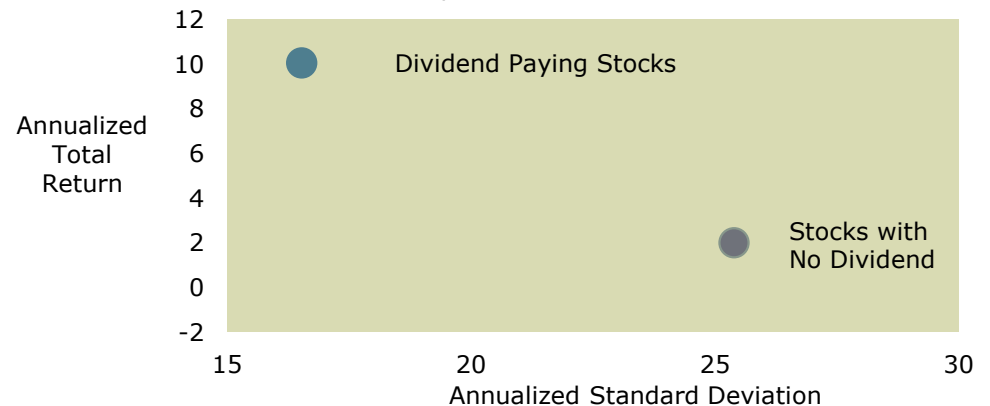 12
10
Dividend Paying Stocks
8
Annualized
Total
Return
6
4
2
Stocks with
No Dividend
0
-2
15
20
25
30
Annualized Standard Deviation